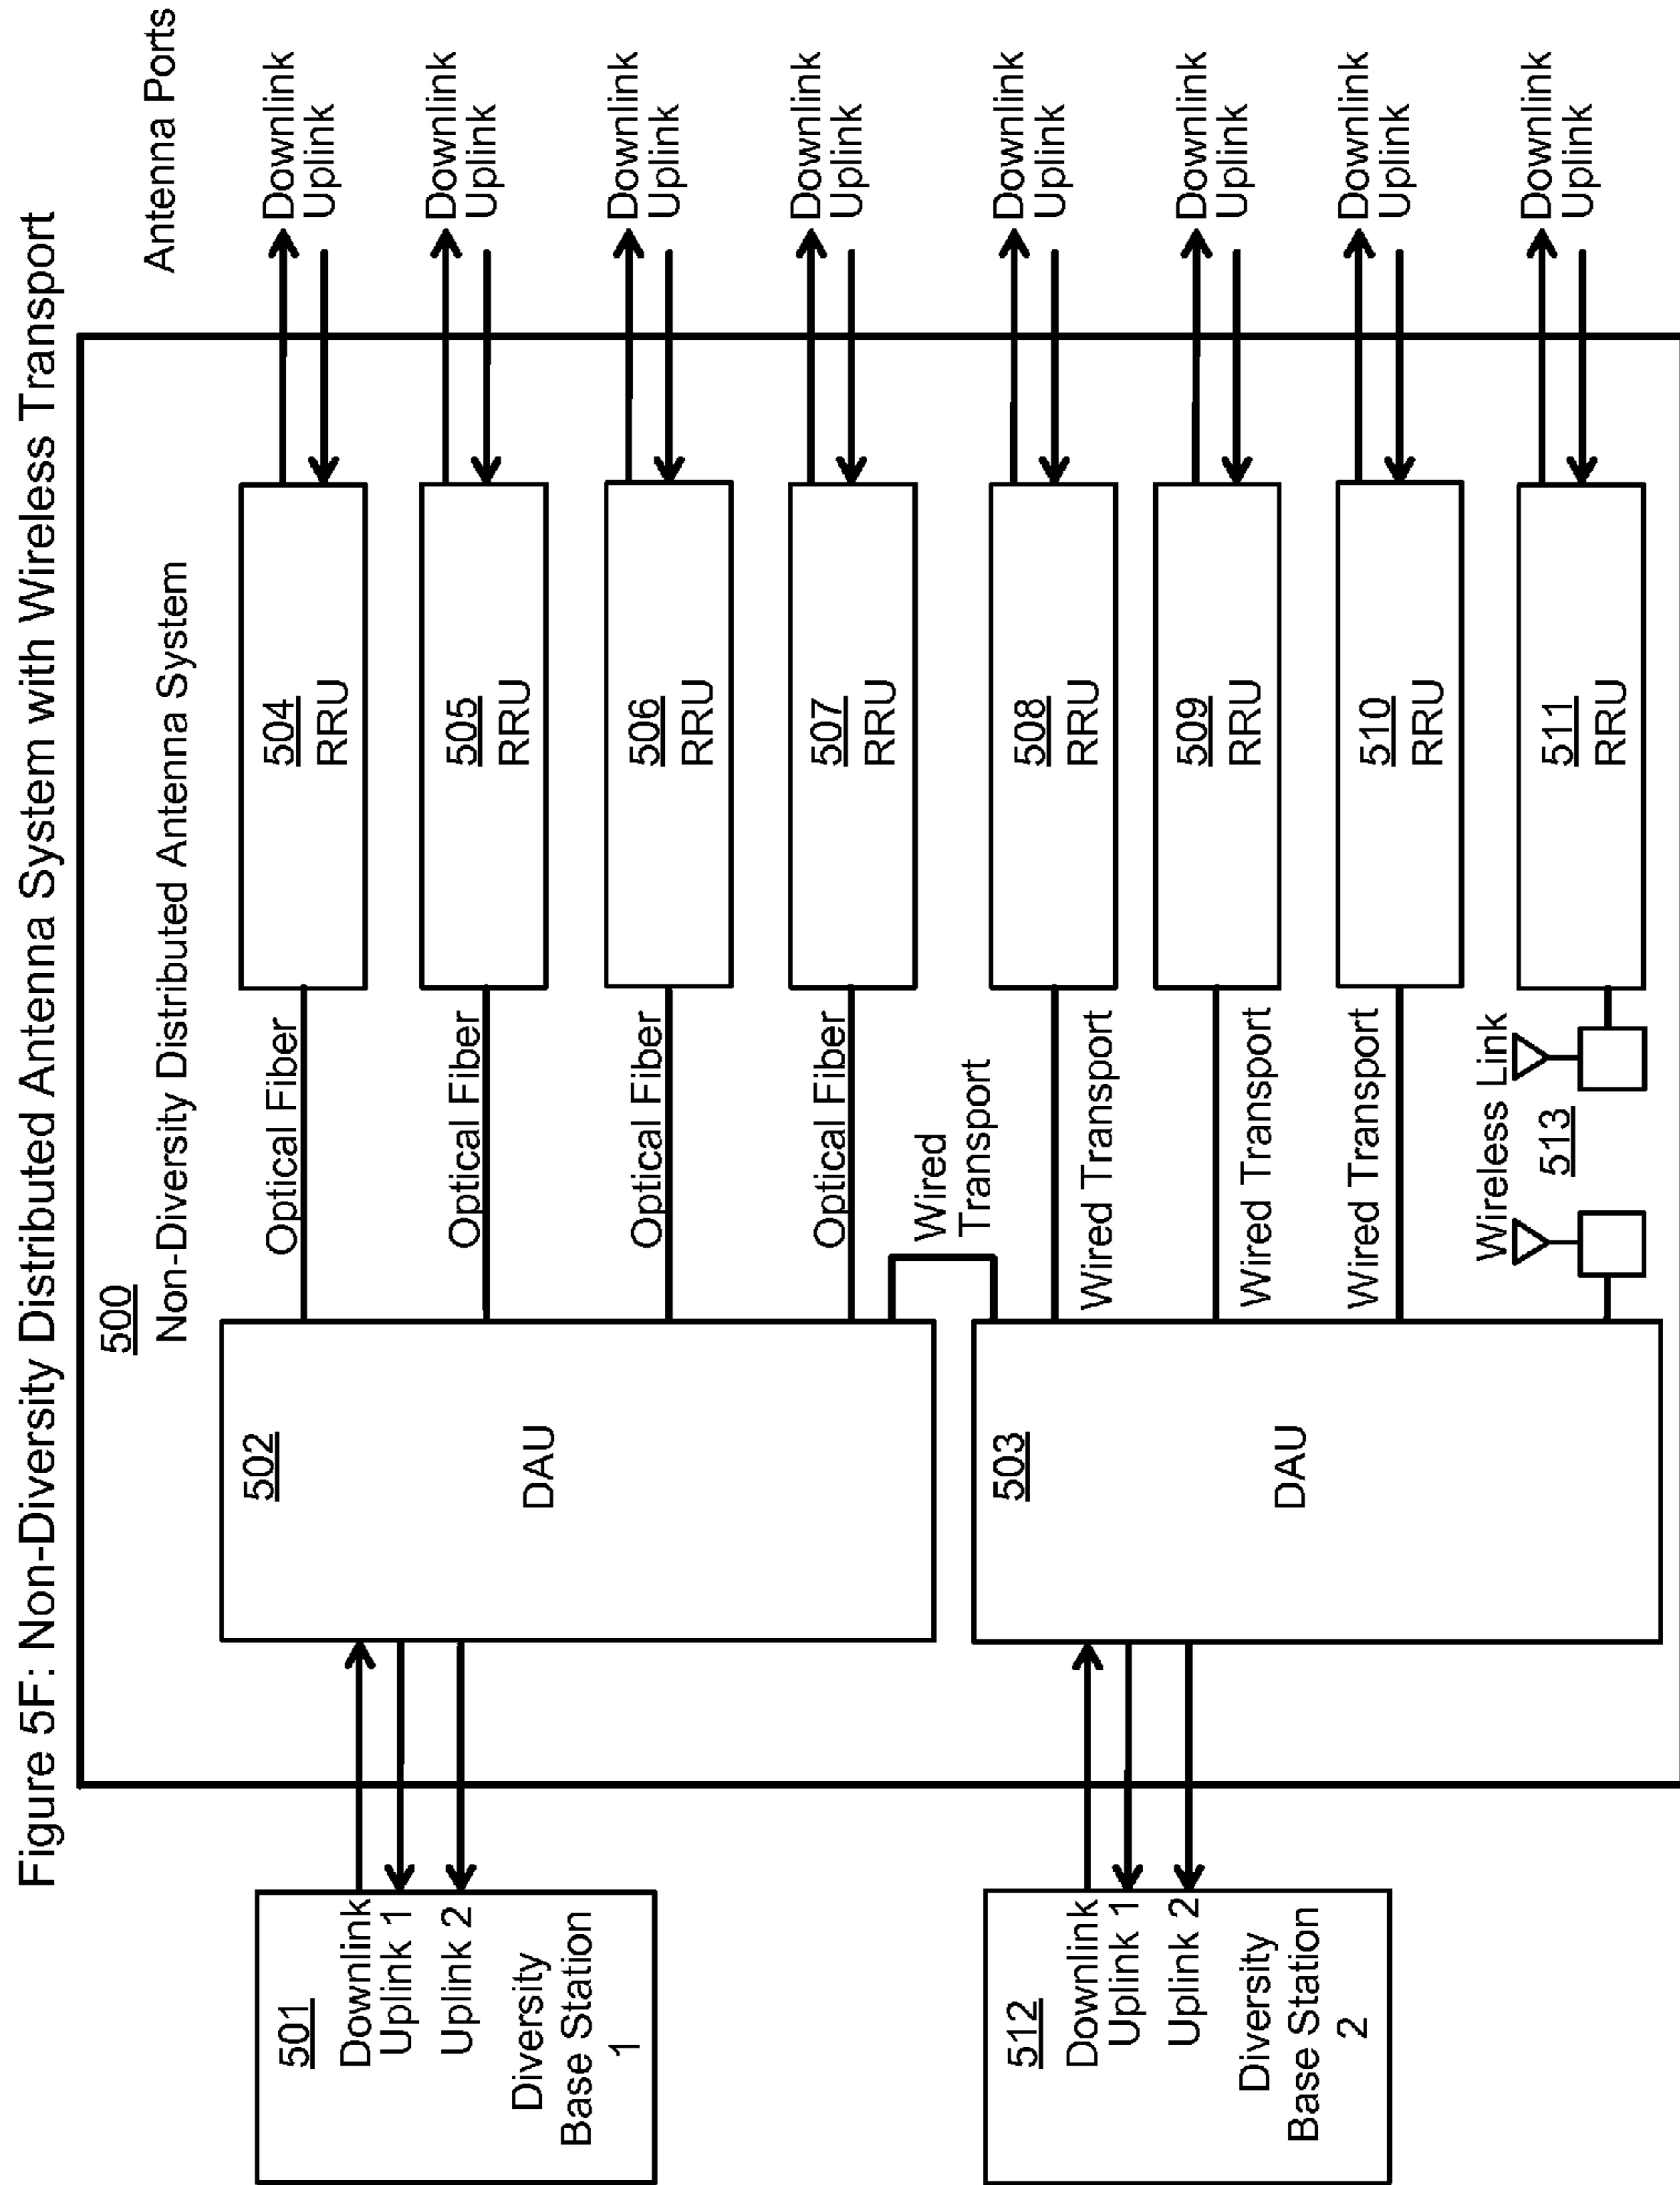 Figure 5F: Non-Diversity Distributed Antenna System with Wireless Transport
Antenna Ports
500
Non-Diversity Distributed Antenna System
501
Downlink
Uplink 1
Uplink 2
Diversity
Base Station
1
502
DAU
Optical Fiber
504
RRU
Downlink
Uplink
Optical Fiber
505
RRU
Downlink
Uplink
Optical Fiber
506
RRU
Downlink
Uplink
Optical Fiber
507
RRU
Downlink
Uplink
Wired
Transport
512
Downlink
Uplink 1
Uplink 2
Diversity
Base Station
2
503
DAU
Wired Transport
508
RRU
Downlink
Uplink
Wired Transport
509
RRU
Downlink
Uplink
Wired Transport
510
RRU
Downlink
Uplink
Wireless Link
513
511
RRU
Downlink
Uplink